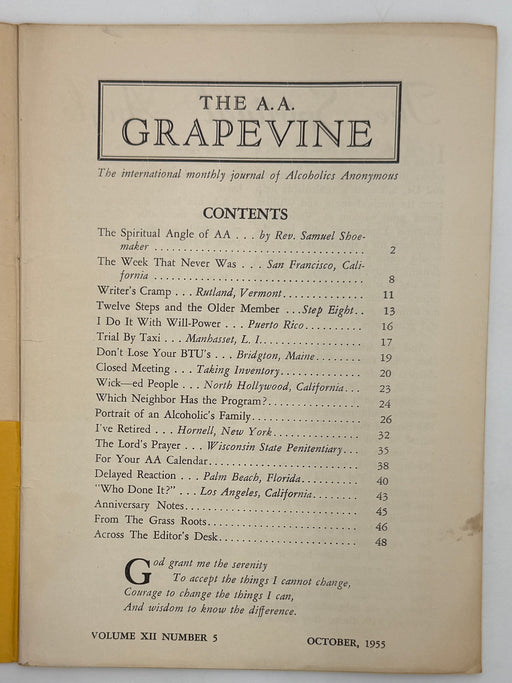 THE A.A.
GRAPEVINE
The international monthly journal of Alcoholics Anonymous
CONTENTS
The Spiritual Angle of AA . . . by Rev. Samuel Shoe-
maker . . . . . . . . . . . . . . . . . . . . . . . . . . . . . . . 2
The Week That Never Was . . . San Francisco, Cali-
fornia . . . . . . . . . . . . . . . . . . . . . . . . . . . . . . . 8
Writer's Cramp . . . Rutland, Vermont . . . . . . . . . . . . 11
Twelve Steps and the Older Member . . . Step Eight . . 13
I Do It With Will-Power . . . Puerto Rico . . . . . . . . . . 16
Trial By Taxi . . . Manhasset, L. I. . . . . . . . . . . . . . . 17
Don't Lose Your BTU's . . . Bridgton, Maine . . . . . . . 19
Closed Meeting . . . Taking Inventory . . . . . . . . . . . . 20
Wick—ed People . . . North Hollywood, California . . . 23
Which Neighbor Has the Program? . . . . . . . . . . . . . . 24
Portrait of an Alcoholic's Family . . . . . . . . . . . . . . . . 26
I've Retired . . . Hornell, New York . . . . . . . . . . . . . 32
The Lord's Prayer . . . Wisconsin State Penitentiary . . . 35
For Your AA Calendar . . . . . . . . . . . . . . . . . . . . . . 38
Delayed Reaction . . . Palm Beach, Florida . . . . . . . . . 40
"Who Done It?" . . . Los Angeles, California . . . . . . . 43
Anniversary Notes . . . . . . . . . . . . . . . . . . . . . . . . . 45
From The Grass Roots . . . . . . . . . . . . . . . . . . . . . . 46
Across The Editor's Desk . . . . . . . . . . . . . . . . . . . . 48
God grant me the serenity
To accept the things I cannot change,
Courage to change the things I can,
And wisdom to know the difference.
VOLUME XII NUMBER 5 OCTOBER, 1955